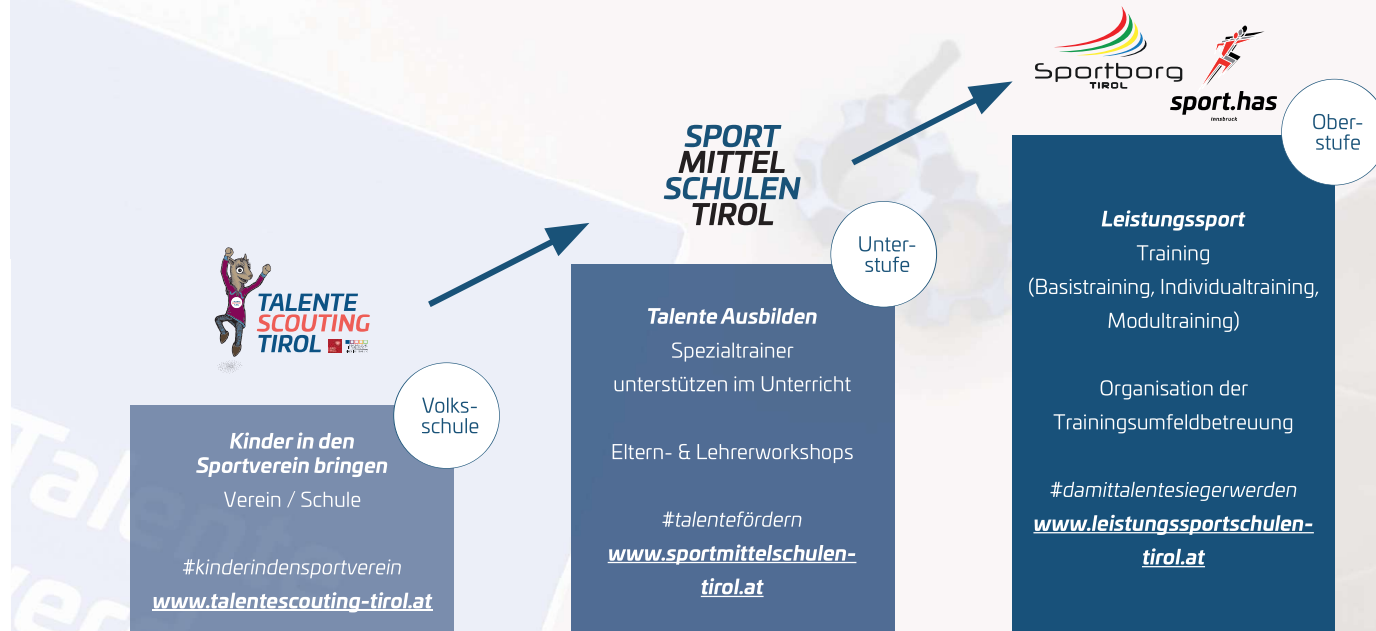 Sportborg
TIROL
sport.has
innsbruck
Ober-
stufe
Leistungssport
Training
(Basistraining, Individualtraining,
Modultraining)
Organisation der
Trainingsumfeldbetreuung
#damittalentesiegerwerden
www.leistungssportschulen-
tirol.at
SPORT
MITTEL
SCHULEN
TIROL
Unter-
stufe
Talente Ausbilden
Spezialtrainer
unterstützen im Unterricht
Eltern- & Lehrerworkshops
#talentefördern
www.sportmittelschulen-
tirol.at
TALENTE
SCOUTING
TIROL
Volks-
schule
Kinder in den
Sportverein bringen
Verein / Schule
#kinderindensportverein
www.talentescouting-tirol.at
Talente